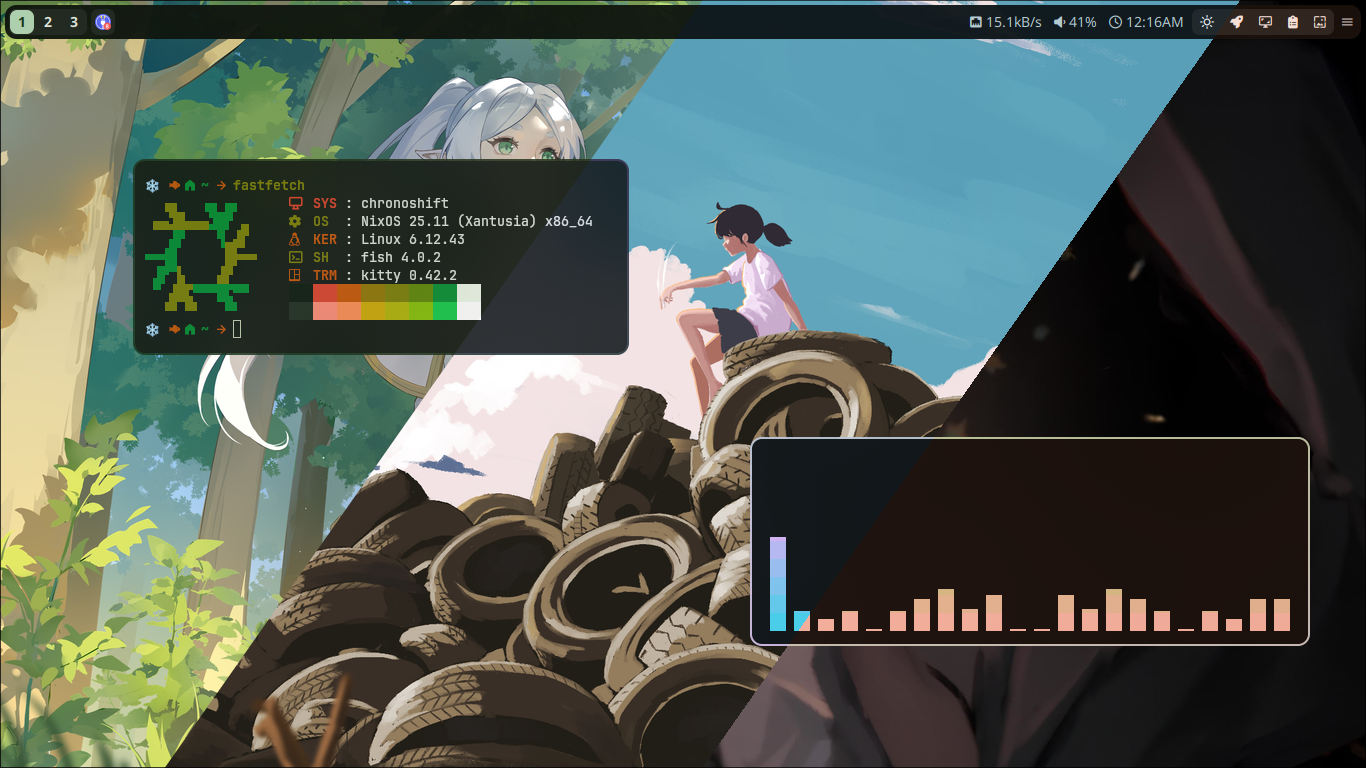 1 2 3 15.1kB/s 41% 12:16AM
~ fastfetch
SYS : chronoshift
OS : NixOS 25.11 (Xantusia) x86_64
KER : Linux 6.12.43
SH : fish 4.0.2
TRM : kitty 0.42.2
~